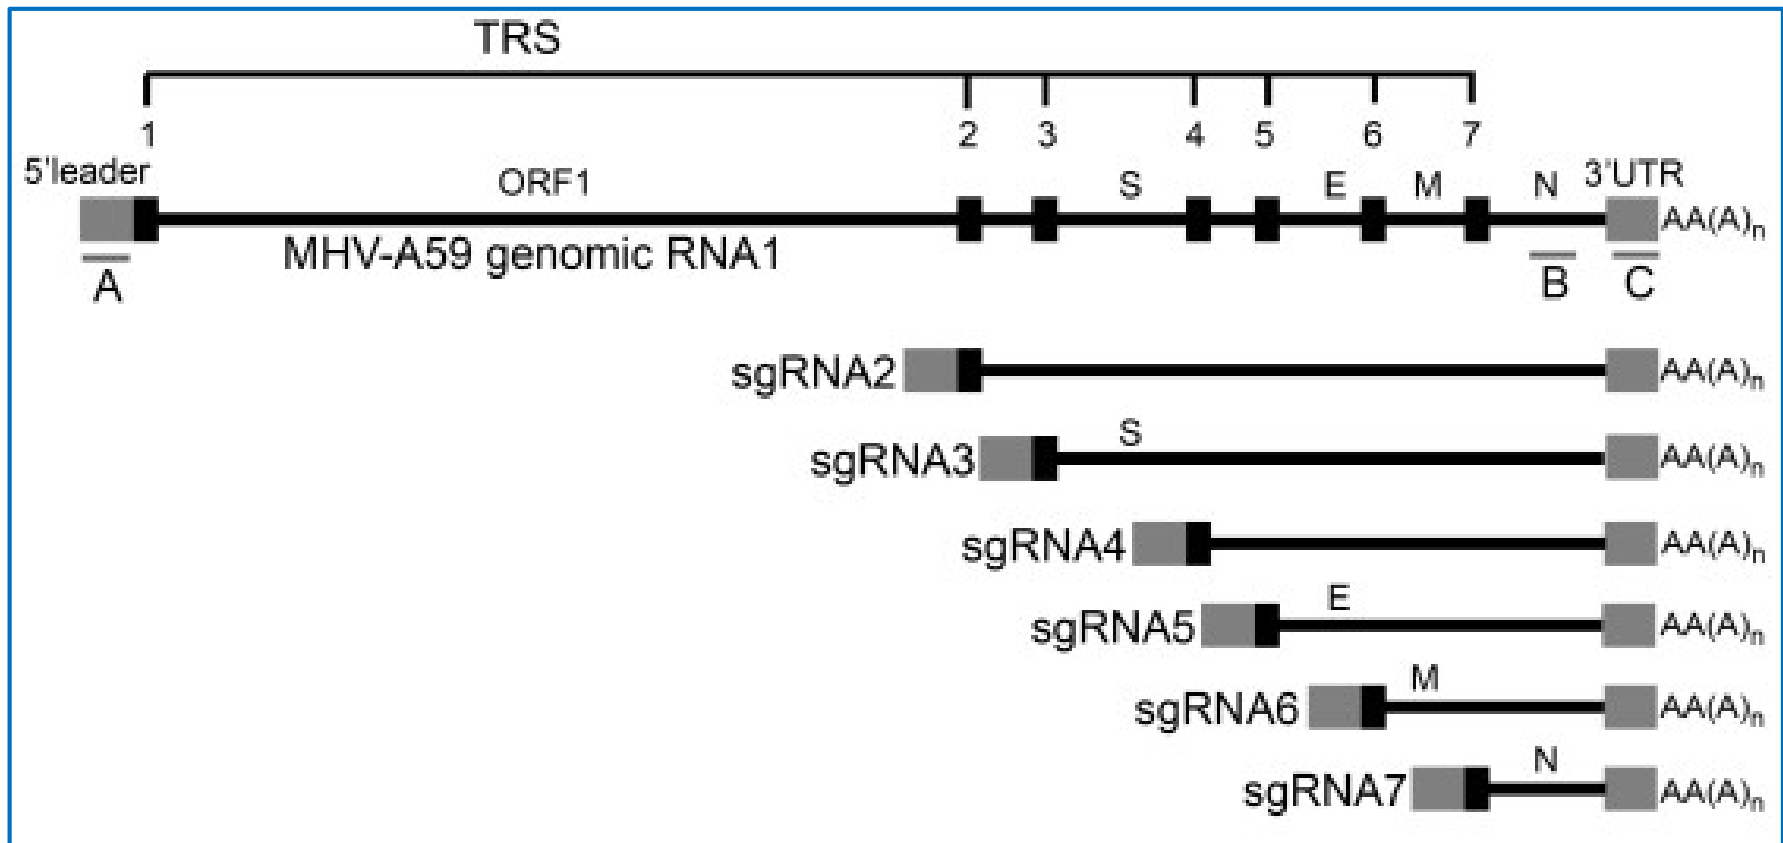 TRS
1 2 3 4 5 6 7
5'leader ORF1 S E M N 3'UTR
AA(A)n
MHV-A59 genomic RNA1
A B C
sgRNA2 AA(A)n
S
sgRNA3 AA(A)n
sgRNA4 AA(A)n
E
sgRNA5 AA(A)n
M
sgRNA6 AA(A)n
N
sgRNA7 AA(A)n